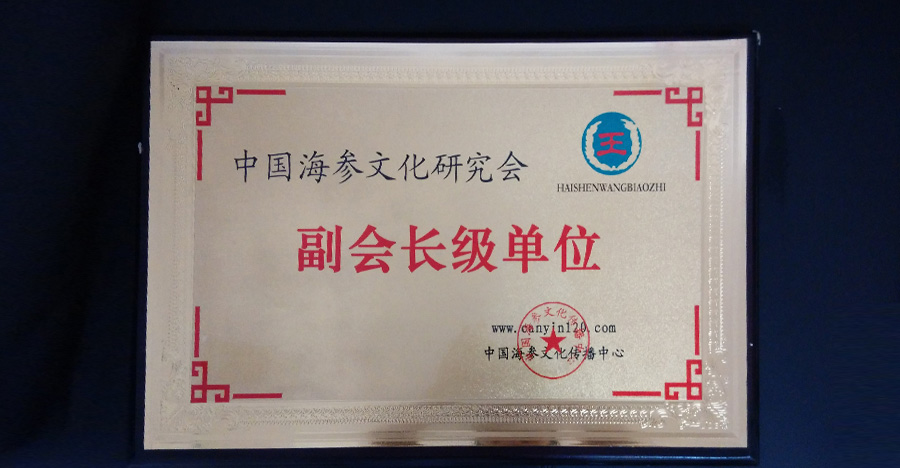 王
HAISHENWANGBIAOZHI
中国海参文化研究会
副会长级单位
www.canyin120.com
中国海参文化传播中心